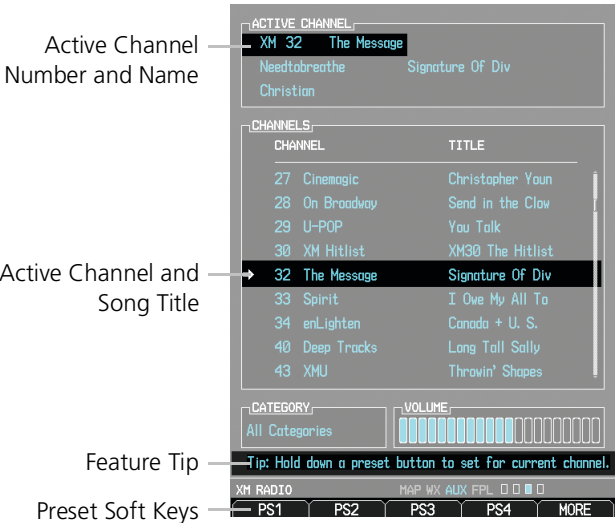 ACTIVE CHANNEL
Active Channel Number and Name
XM 32 The Message
Needtobreathe Signature Of Div
Christian
CHANNELS
CHANNEL TITLE
27 Cinemagic Christopher Youn
28 On Broadway Send in the Clow
29 U-POP You Talk
30 XM Hitlist XM30 The Hitlist
Active Channel and Song Title
32 The Message Signature Of Div
33 Spirit I Owe My All To
34 enLighten Canada + U. S.
40 Deep Tracks Long Tall Sally
43 XMU Throwin' Shapes
CATEGORY
All Categories
VOLUME
Feature Tip
Tip: Hold down a preset button to set for current channel.
XM RADIO MAP WX AUX FPL
Preset Soft Keys
PS1 PS2 PS3 PS4 MORE